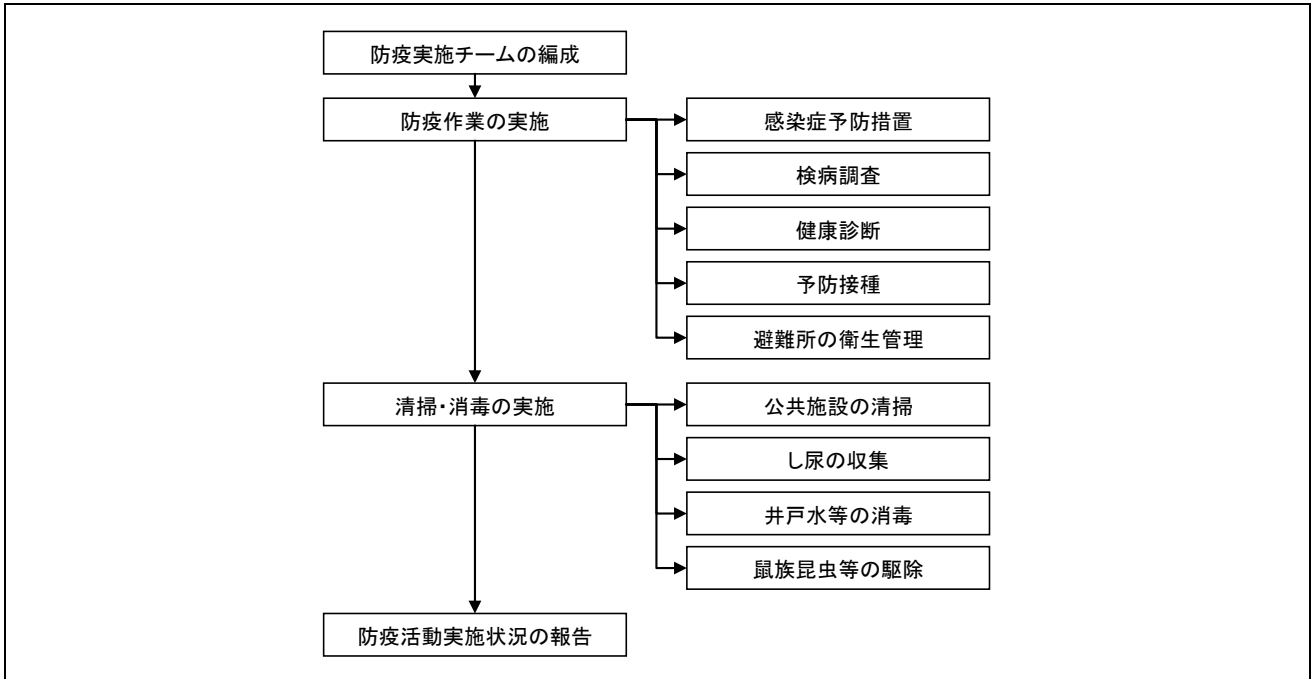 防疫実施チームの編成
防疫作業の実施
感染症予防措置
検病調査
健康診断
予防接種
避難所の衛生管理
清掃・消毒の実施
公共施設の清掃
し尿の収集
井戸水等の消毒
鼠族昆虫等の駆除
防疫活動実施状況の報告